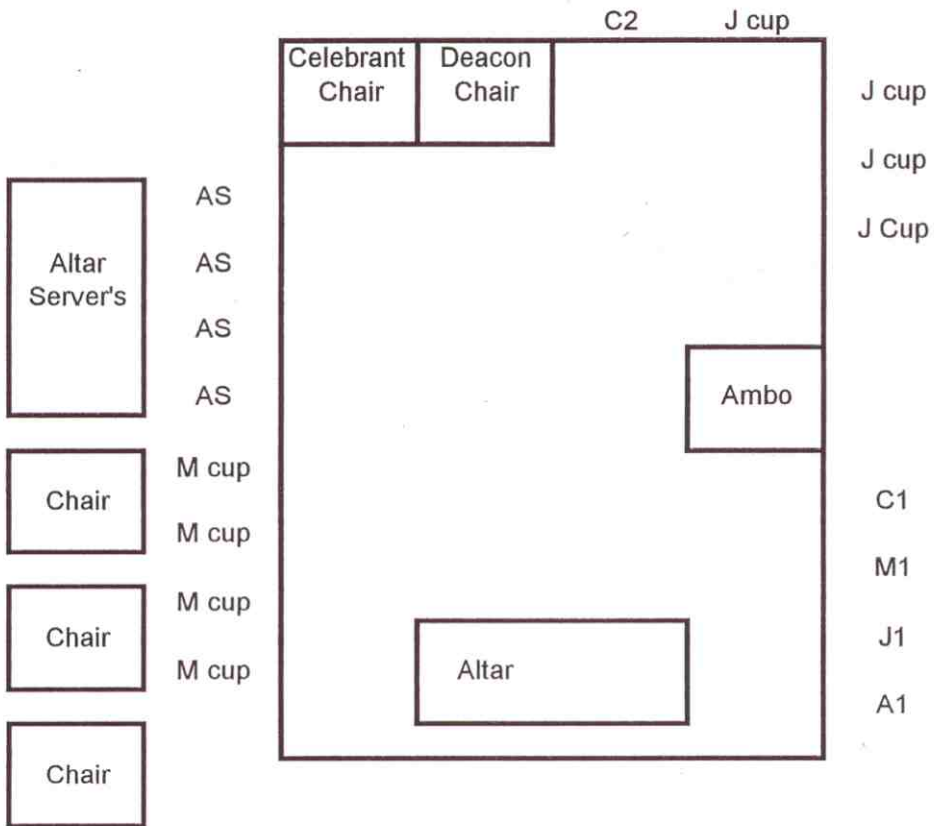 C2 J cup
Celebrant Chair
Deacon Chair
J cup
J cup
J Cup
AS
AS
AS
AS
Altar
Server's
Ambo
M cup
M cup
M cup
M cup
Chair
Chair
Chair
C1
M1
J1
A1
Altar